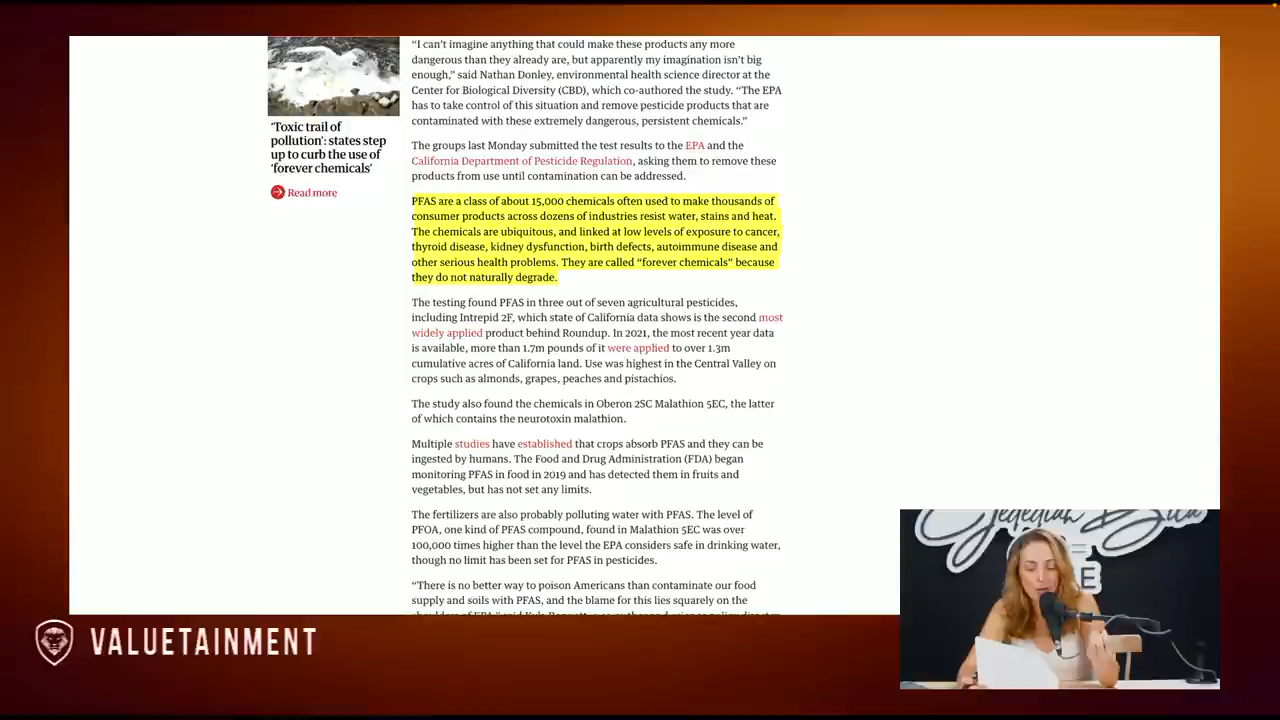 ‘Toxic trail of
pollution’: states step
up to curb the use of
‘forever chemicals’
Read more
“I can’t imagine anything that could make these products any more
dangerous than they already are, but apparently my imagination isn’t big
enough,” said Nathan Donley, environmental health science director at the
Center for Biological Diversity (CBD), which co-authored the study. “The EPA
has to take control of this situation and remove pesticide products that are
contaminated with these extremely dangerous, persistent chemicals.”
The groups last Monday submitted the test results to the EPA and the
California Department of Pesticide Regulation, asking them to remove these
products from use until contamination can be addressed.
PFAS are a class of about 15,000 chemicals often used to make thousands of
consumer products across dozens of industries resist water, stains and heat.
The chemicals are ubiquitous, and linked at low levels of exposure to cancer,
thyroid disease, kidney dysfunction, birth defects, autoimmune disease and
other serious health problems. They are called “forever chemicals” because
they do not naturally degrade.
The testing found PFAS in three out of seven agricultural pesticides,
including Intrepid 2F, which state of California data shows is the second most
widely applied product behind Roundup. In 2021, the most recent year data
is available, more than 1.7m pounds of it were applied to over 1.3m
cumulative acres of California land. Use was highest in the Central Valley on
crops such as almonds, grapes, peaches and pistachios.
The study also found the chemicals in Oberon 2SC Malathion 5EC, the latter
of which contains the neurotoxin malathion.
Multiple studies have established that crops absorb PFAS and they can be
ingested by humans. The Food and Drug Administration (FDA) began
monitoring PFAS in food in 2019 and has detected them in fruits and
vegetables, but has not set any limits.
The fertilizers are also probably polluting water with PFAS. The level of
PFOA, one kind of PFAS compound, found in Malathion 5EC was over
100,000 times higher than the level the EPA considers safe in drinking water,
though no limit has been set for PFAS in pesticides.
“There is no better way to poison Americans than contaminate our food
supply and soils with PFAS, and the blame for this lies squarely on the
Jedediah Bila
VALUETAINMENT